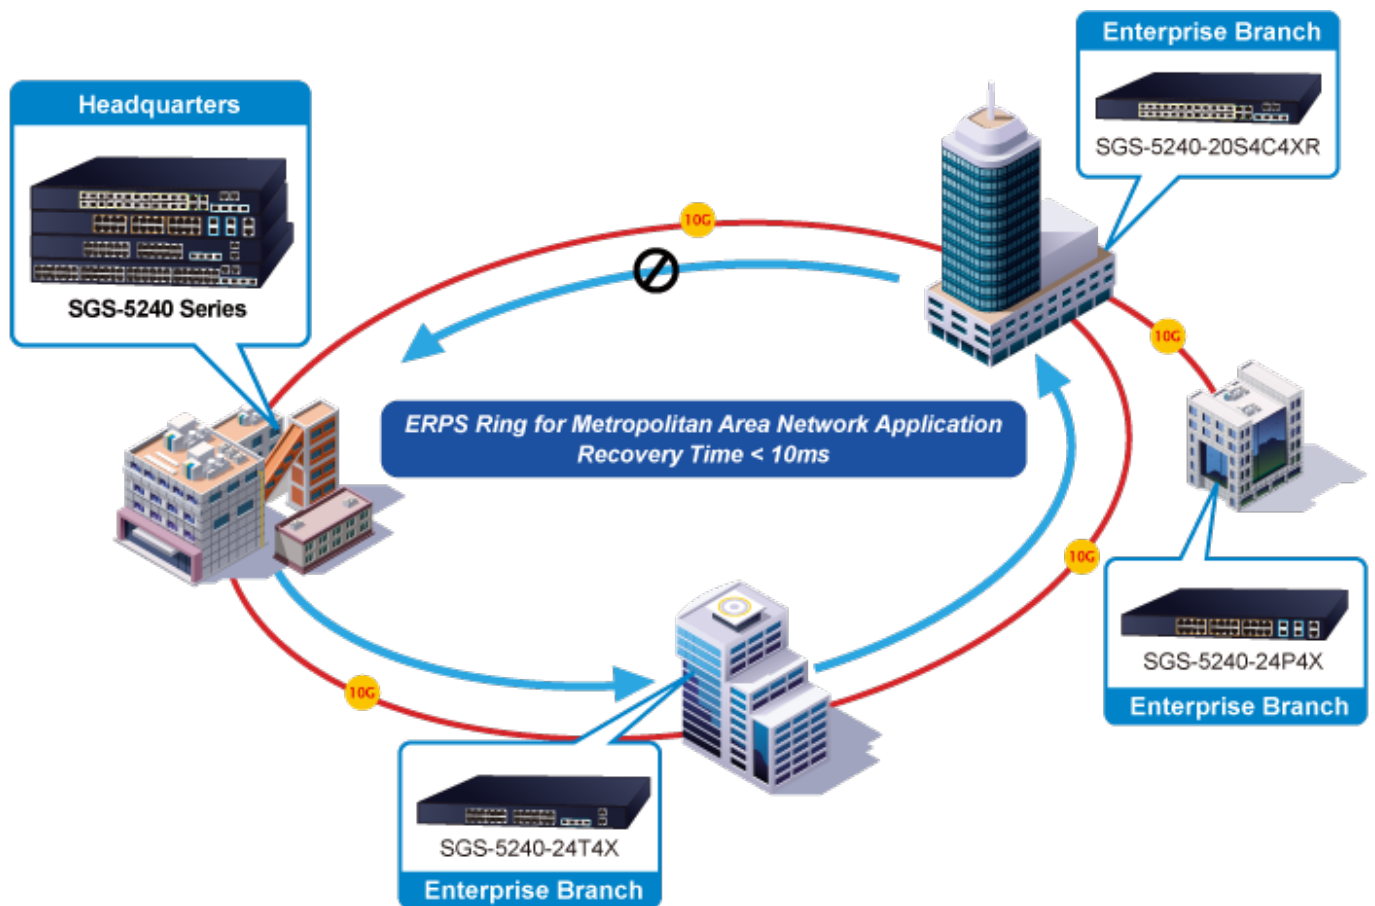 Enterprise Branch
SGS-5240-20S4C4XR
Headquarters
SGS-5240 Series
10G
10G
ERPS Ring for Metropolitan Area Network Application
Recovery Time < 10ms
10G
SGS-5240-24P4X
Enterprise Branch
10G
SGS-5240-24T4X
Enterprise Branch